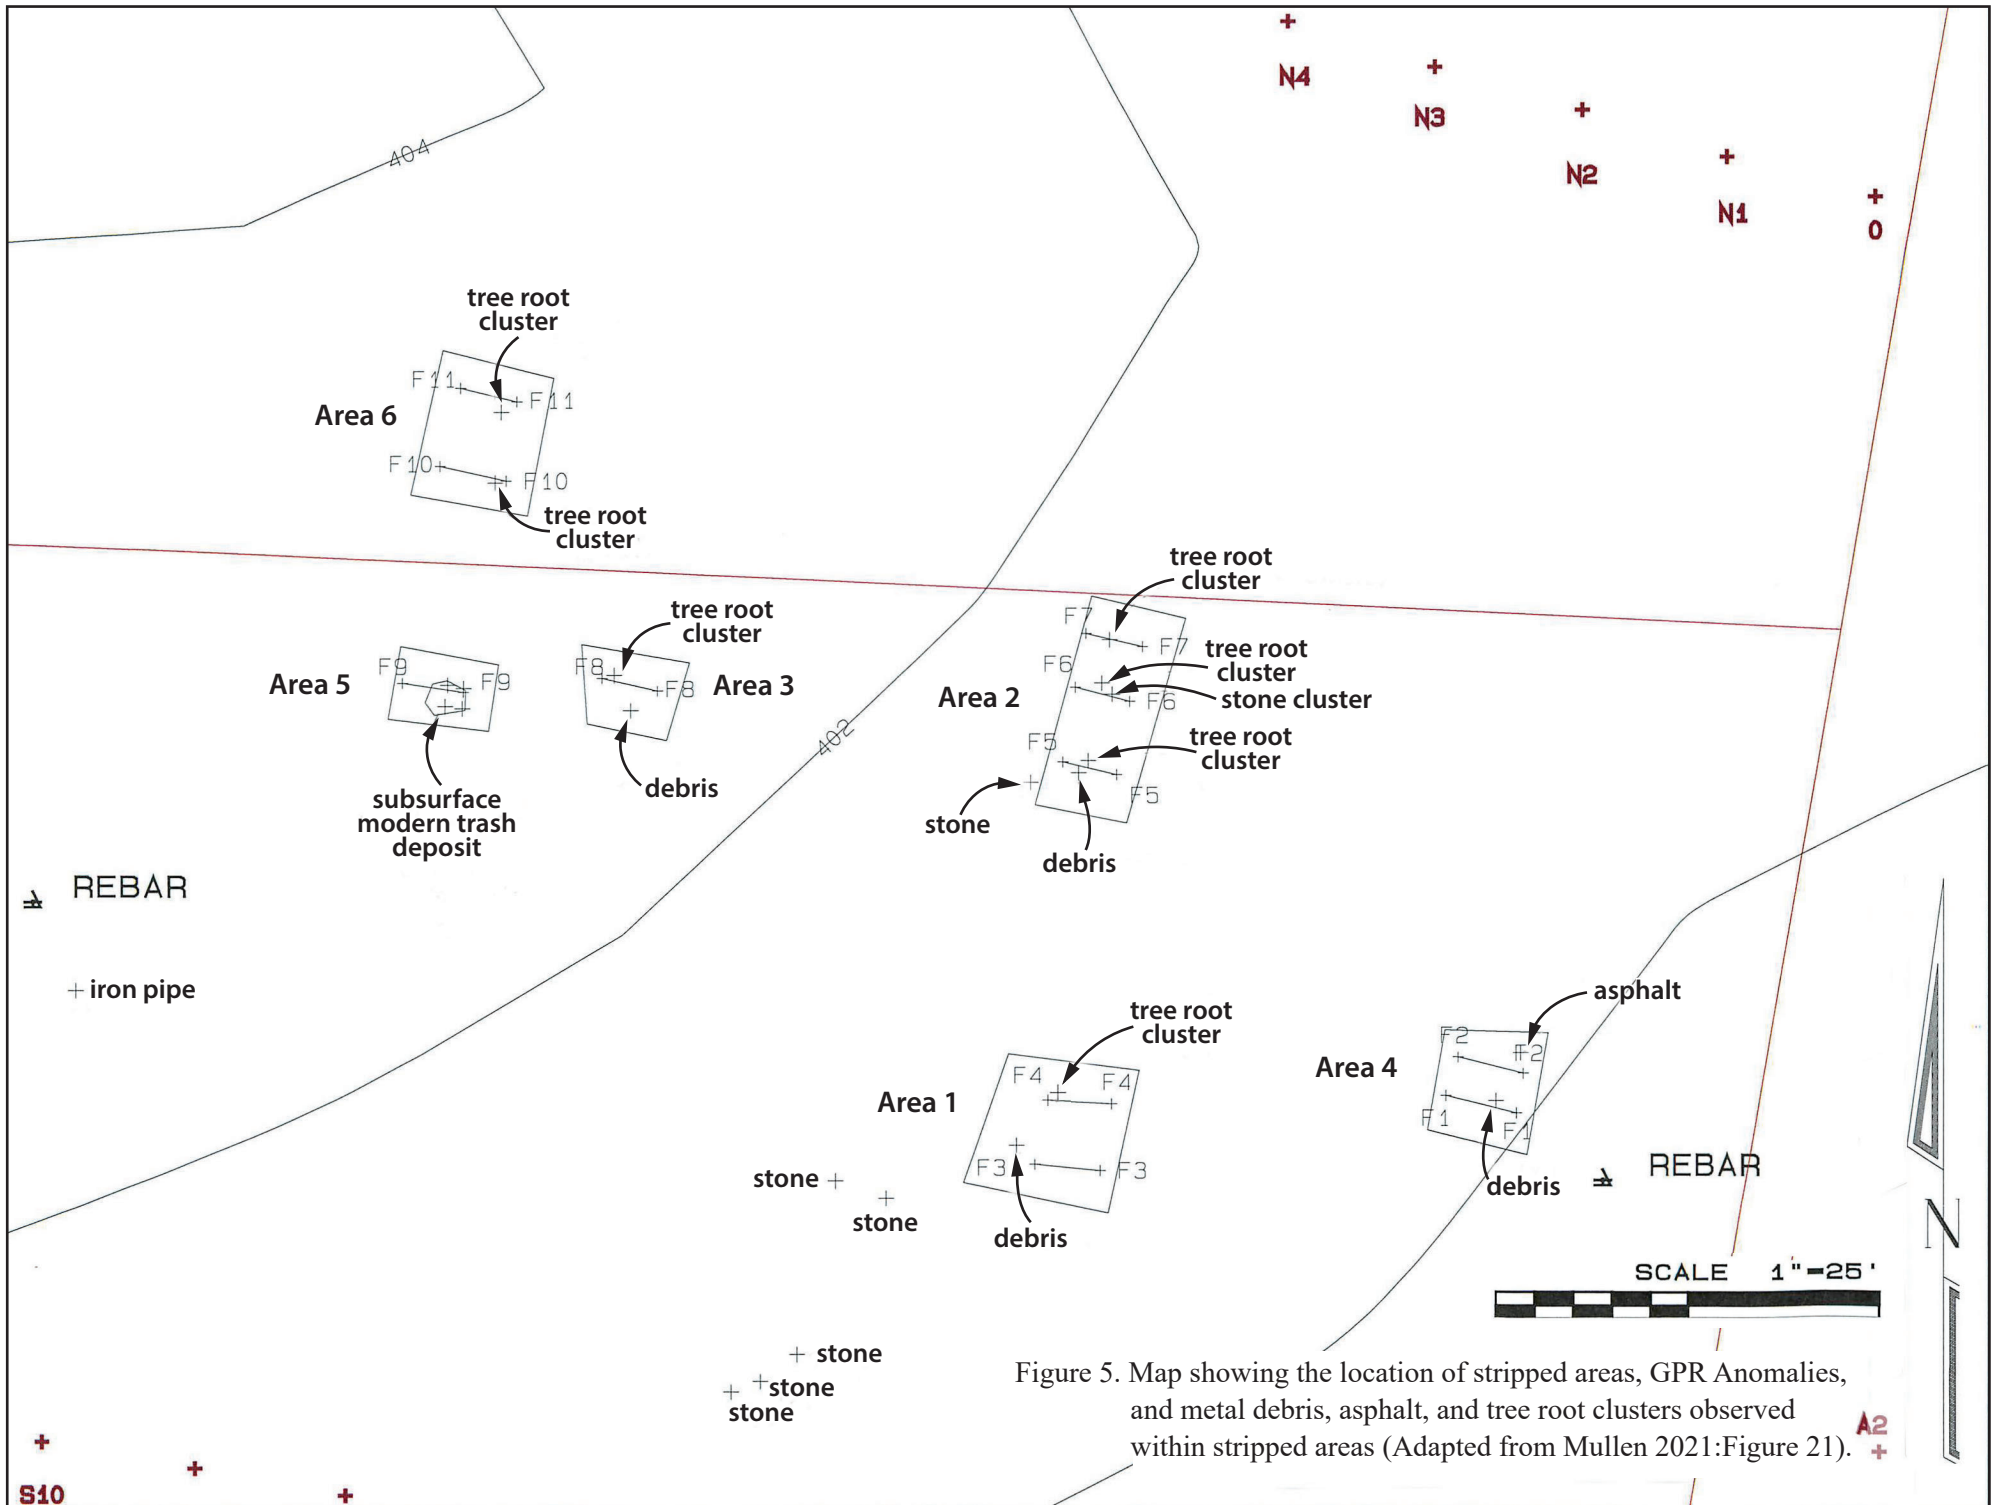 N4
N3
N2
N1
0
404
tree root
cluster
F11
F11
Area 6
F10
F10
tree root
cluster
tree root
cluster
tree root
cluster
F7
F7
F8
F8
Area 3
F9
F9
Area 5
F6
tree root
cluster
Area 2
stone cluster
F6
402
F5
tree root
cluster
debris
F5
stone
subsurface
modern trash
deposit
debris
REBAR
iron pipe
asphalt
tree root
cluster
F2
F2
Area 4
F4
F4
Area 1
F1
F1
F3
F3
REBAR
stone
debris
stone
debris
N
SCALE 1"=25'
stone
stone
stone
Figure 5. Map showing the location of stripped areas, GPR Anomalies,
and metal debris, asphalt, and tree root clusters observed
within stripped areas (Adapted from Mullen 2021:Figure 21).
A2
S10